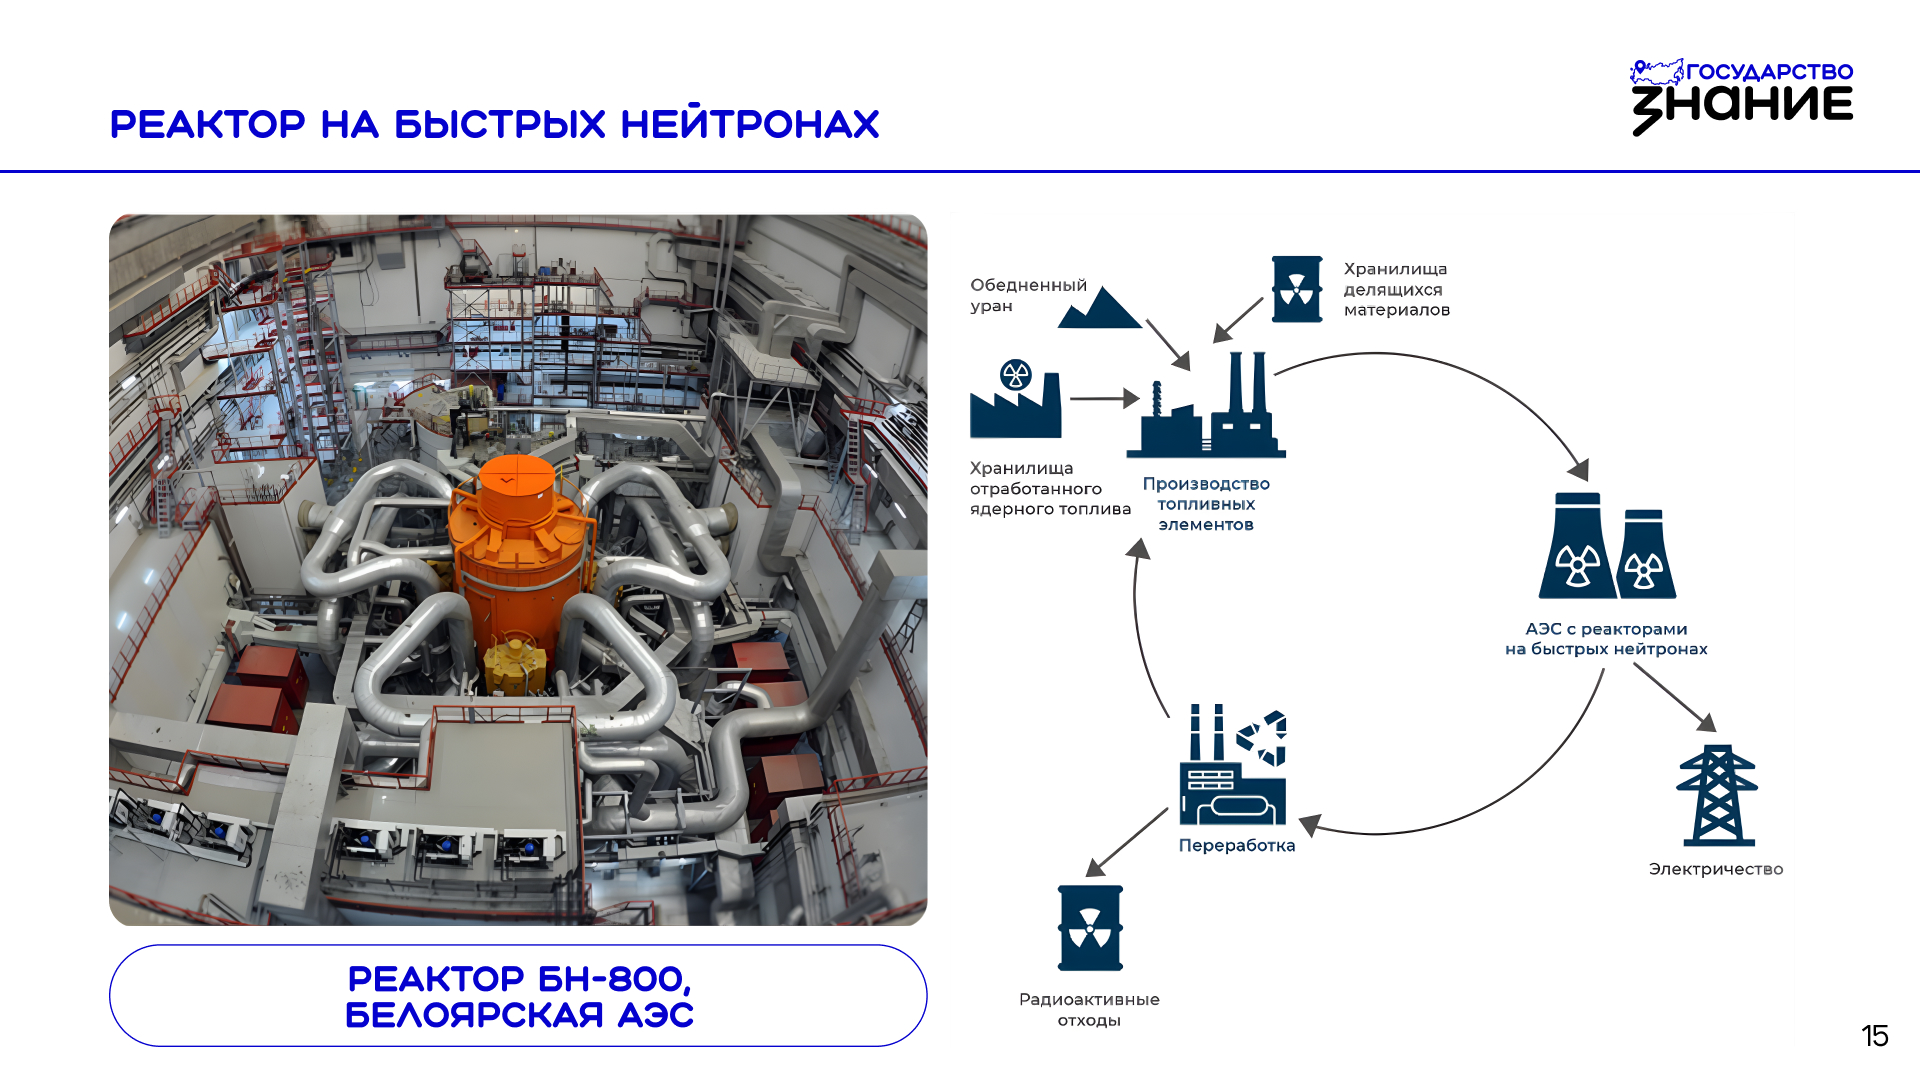 ГОСУДАРСТВО
ЗНАНИЕ
РЕАКТОР НА БЫСТРЫХ НЕЙТРОНАХ
РЕАКТОР БН-800,
БЕЛОЯРСКАЯ АЭС
Обедненный
уран
Хранилища
делящихся
материалов
Хранилища
отработанного
ядерного топлива
Производство
топливных
элементов
АЭС с реакторами
на быстрых нейтронах
Переработка
Электричество
Радиоактивные
отходы
15